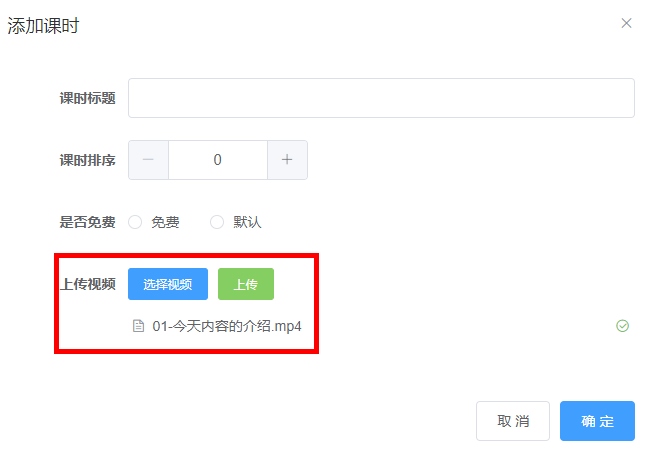 添加课时
课时标题
课时排序 0
是否免费 免费 默认
上传视频 选择视频 上传
01-今天内容的介绍.mp4
取 消 确 定